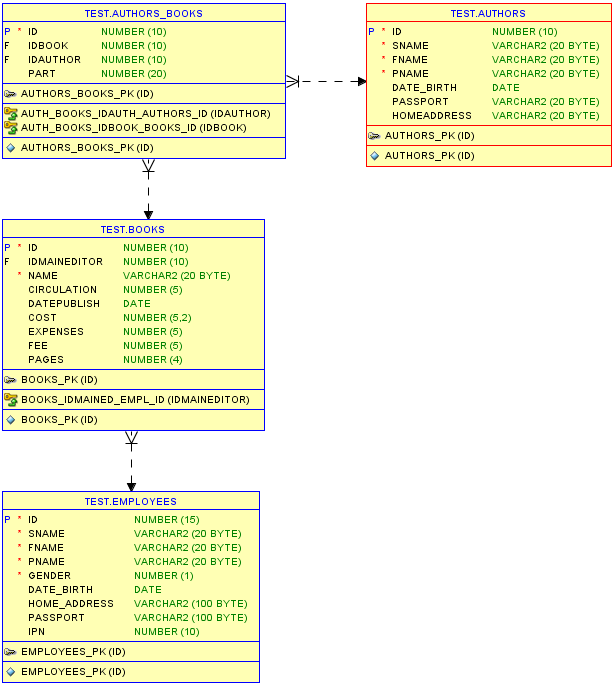 TEST.AUTHORS_BOOKS
P * ID NUMBER (10)
F IDBOOK NUMBER (10)
F IDAUTHOR NUMBER (10)
PART NUMBER (20)
AUTHORS_BOOKS_PK (ID)
AUTH_BOOKS_IDAUTH_AUTHORS_ID (IDAUTHOR)
AUTH_BOOKS_IDBOOK_BOOKS_ID (IDBOOK)
AUTHORS_BOOKS_PK (ID)
TEST.AUTHORS
P * ID NUMBER (10)
* SNAME VARCHAR2 (20 BYTE)
* FNAME VARCHAR2 (20 BYTE)
* PNAME VARCHAR2 (20 BYTE)
DATE_BIRTH DATE
PASSPORT VARCHAR2 (20 BYTE)
HOMEADDRESS VARCHAR2 (20 BYTE)
AUTHORS_PK (ID)
AUTHORS_PK (ID)
TEST.BOOKS
P * ID NUMBER (10)
F IDMAINEDITOR NUMBER (10)
* NAME VARCHAR2 (20 BYTE)
CIRCULATION NUMBER (5)
DATEPUBLISH DATE
COST NUMBER (5,2)
EXPENSES NUMBER (5)
FEE NUMBER (5)
PAGES NUMBER (4)
BOOKS_PK (ID)
BOOKS_IDMAINED_EMPL_ID (IDMAINEDITOR)
BOOKS_PK (ID)
TEST.EMPLOYEES
P * ID NUMBER (15)
* SNAME VARCHAR2 (20 BYTE)
* FNAME VARCHAR2 (20 BYTE)
* PNAME VARCHAR2 (20 BYTE)
* GENDER NUMBER (1)
DATE_BIRTH DATE
HOME_ADDRESS VARCHAR2 (100 BYTE)
PASSPORT VARCHAR2 (100 BYTE)
IPN NUMBER (10)
EMPLOYEES_PK (ID)
EMPLOYEES_PK (ID)